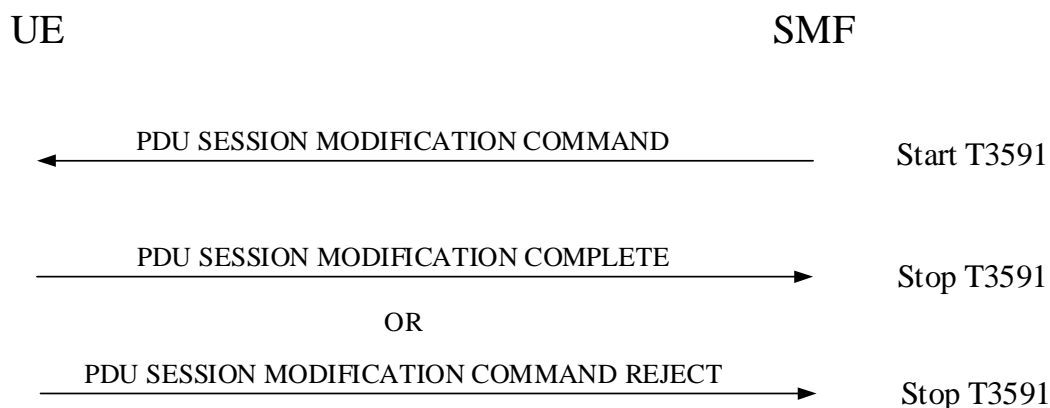 UE SMF
PDU SESSION MODIFICATION COMMAND Start T3591
PDU SESSION MODIFICATION COMPLETE Stop T3591
OR
PDU SESSION MODIFICATION COMMAND REJECT Stop T3591